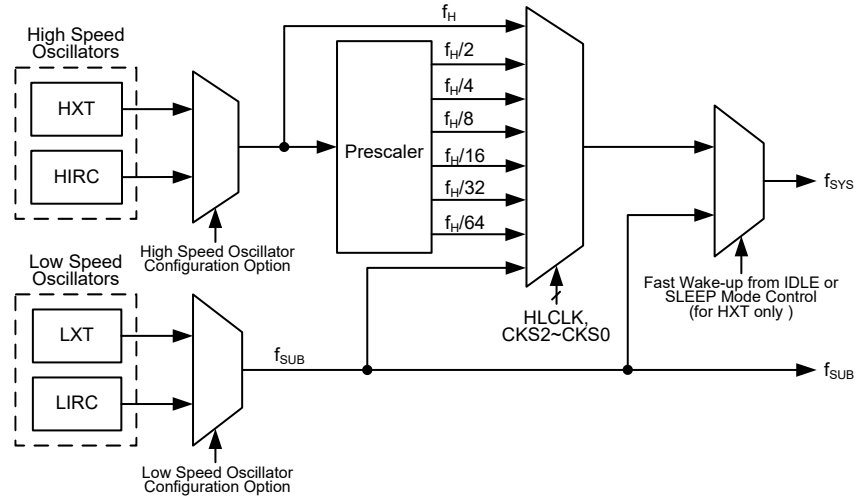 High Speed
Oscillators
HXT
HIRC
High Speed Oscillator
Configuration Option
Prescaler
fH
fH/2
fH/4
fH/8
fH/16
fH/32
fH/64
HLCLK,
CKS2~CKS0
fSYS
Fast Wake-up from IDLE or
SLEEP Mode Control
(for HXT only )
Low Speed
Oscillators
LXT
LIRC
Low Speed Oscillator
Configuration Option
fSUB
fSUB